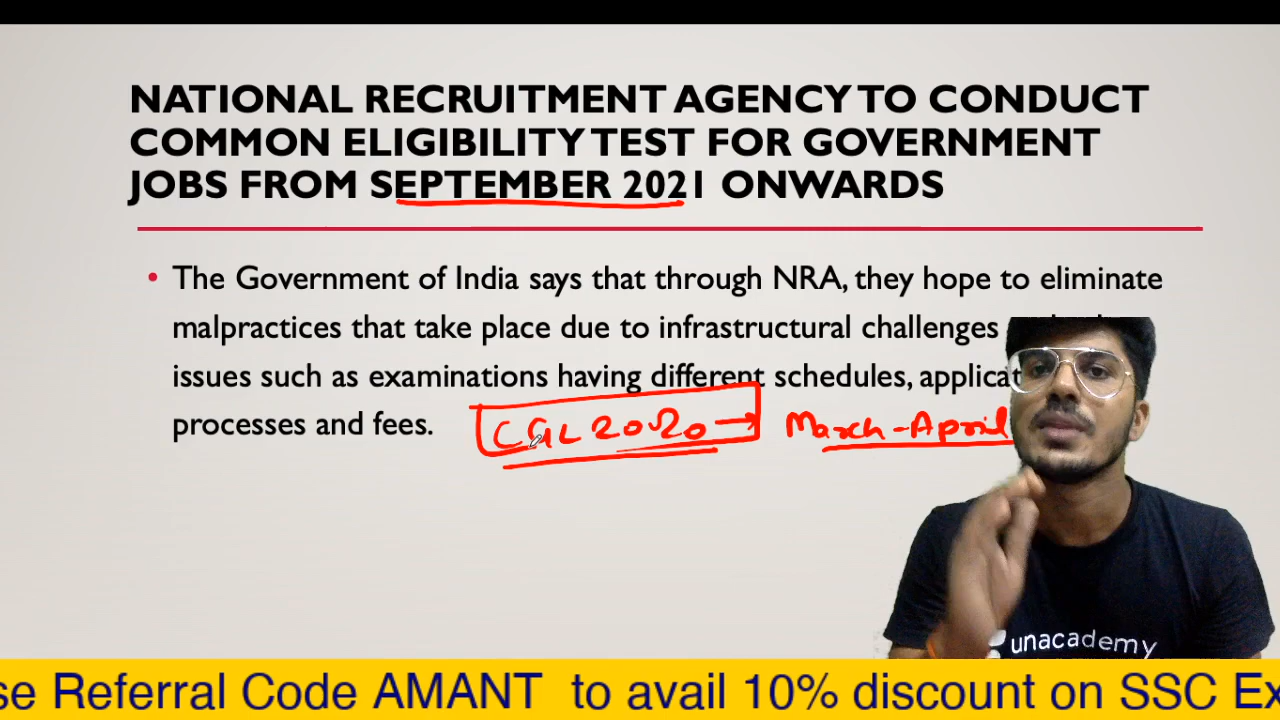 NATIONAL RECRUITMENT AGENCY TO CONDUCT
COMMON ELIGIBILITY TEST FOR GOVERNMENT
JOBS FROM SEPTEMBER 2021 ONWARDS
• The Government of India says that through NRA, they hope to eliminate
malpractices that take place due to infrastructural challenges
issues such as examinations having different schedules, applicat
processes and fees.
CGL 2020 → March-April
unacademy
se Referral Code AMANT to avail 10% discount on SSC Ex